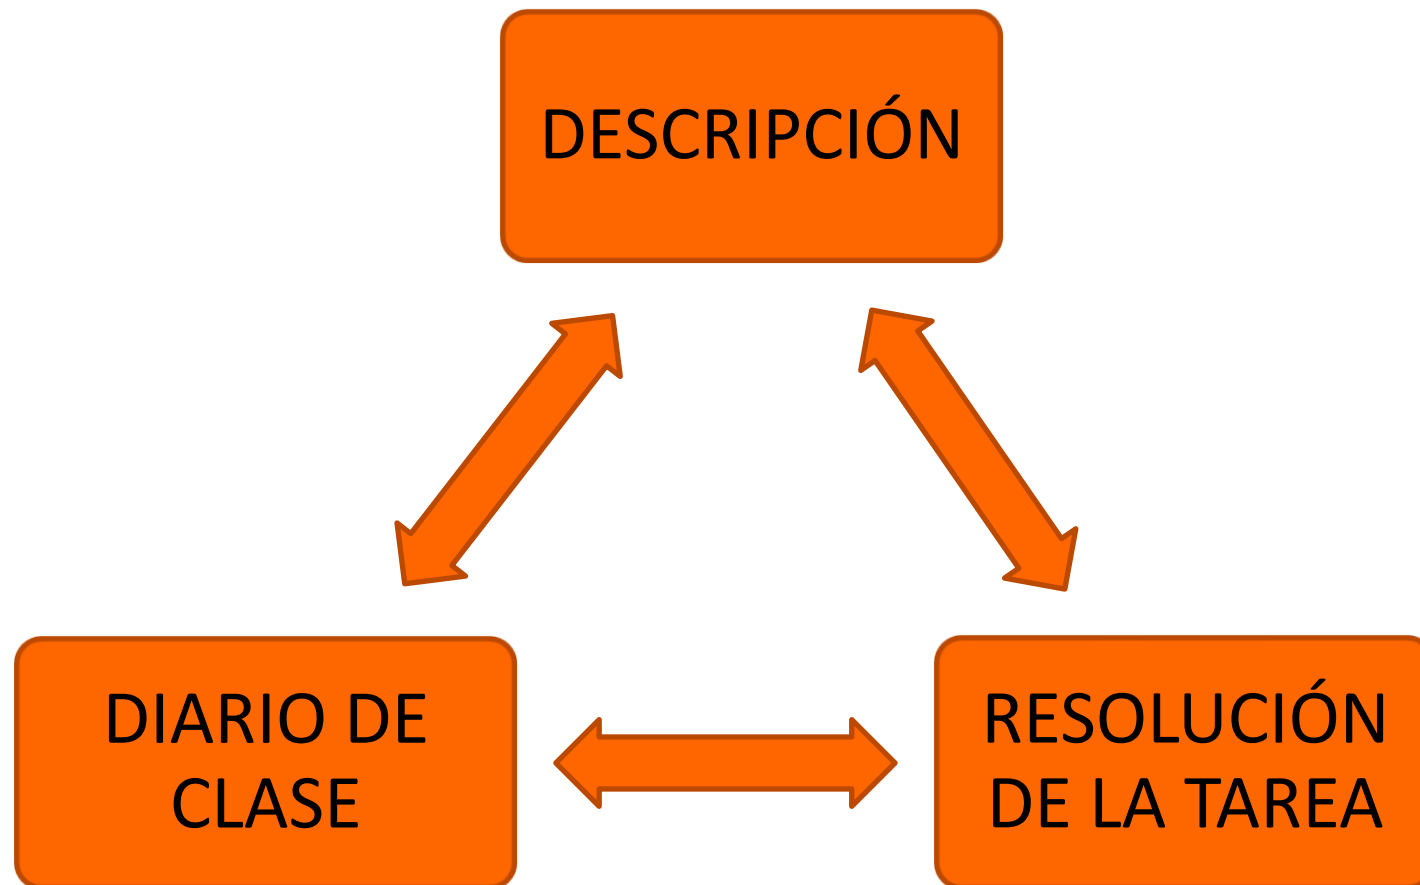 DESCRIPCIÓN
DIARIO DE
CLASE
RESOLUCIÓN
DE LA TAREA